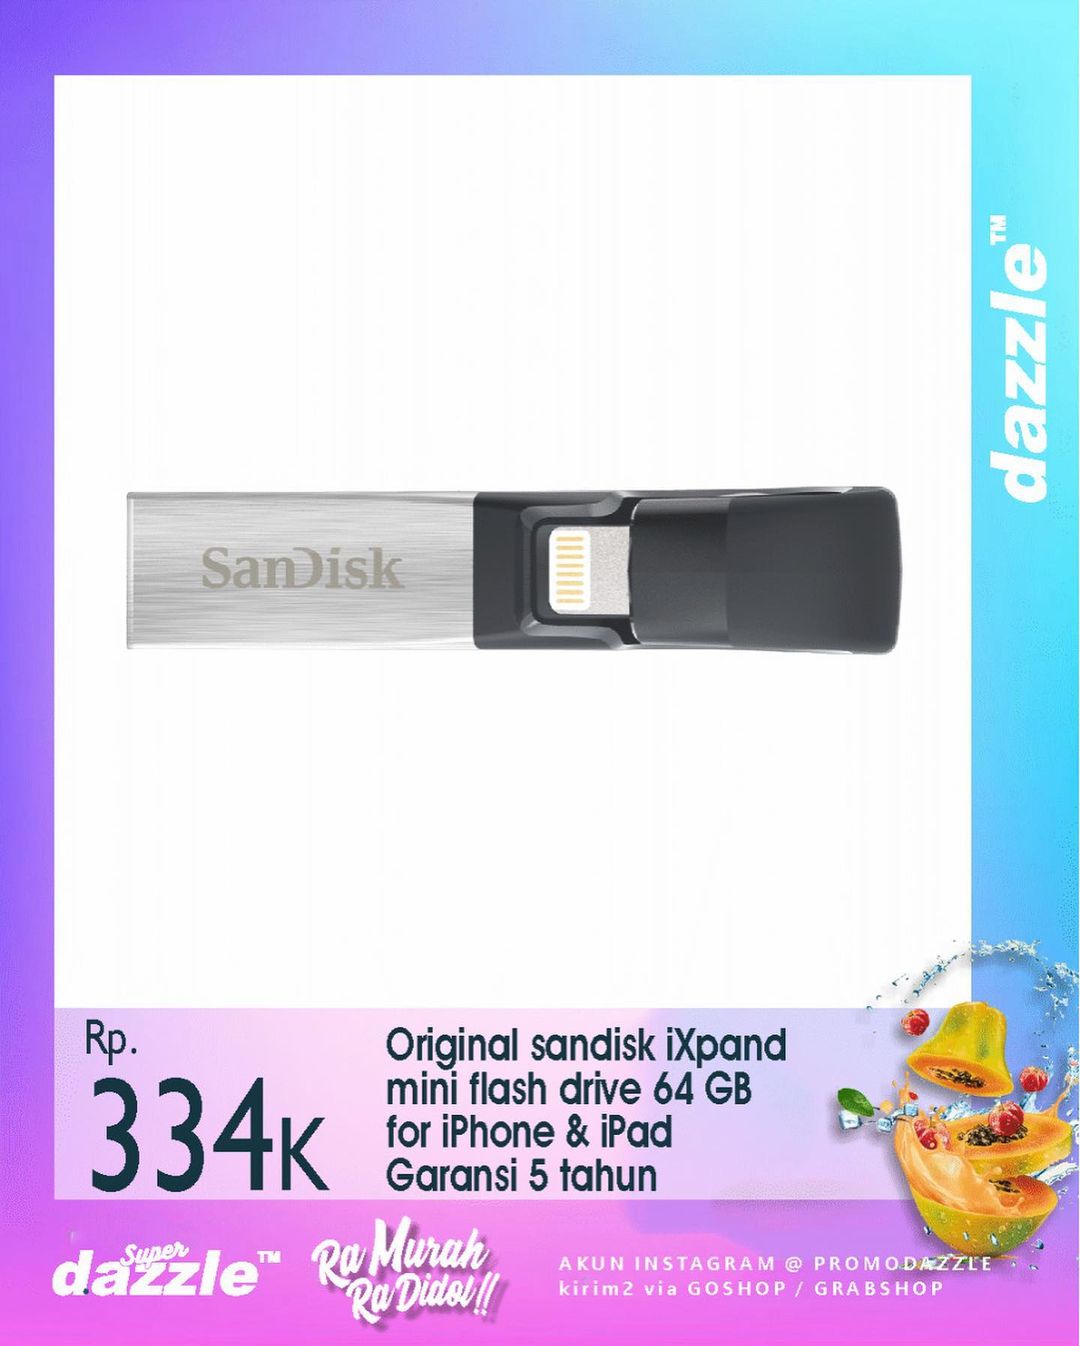 dazzle™
SanDisk
Rp.
334K
Original sandisk iXpand
mini flash drive 64 GB
for iPhone & iPad
Garansi 5 tahun
Super
dazzle™
Ra Murah
Ra Didol!!
AKUN INSTAGRAM @ PROMODAZZLE
kirim2 via GOSHOP / GRABSHOP